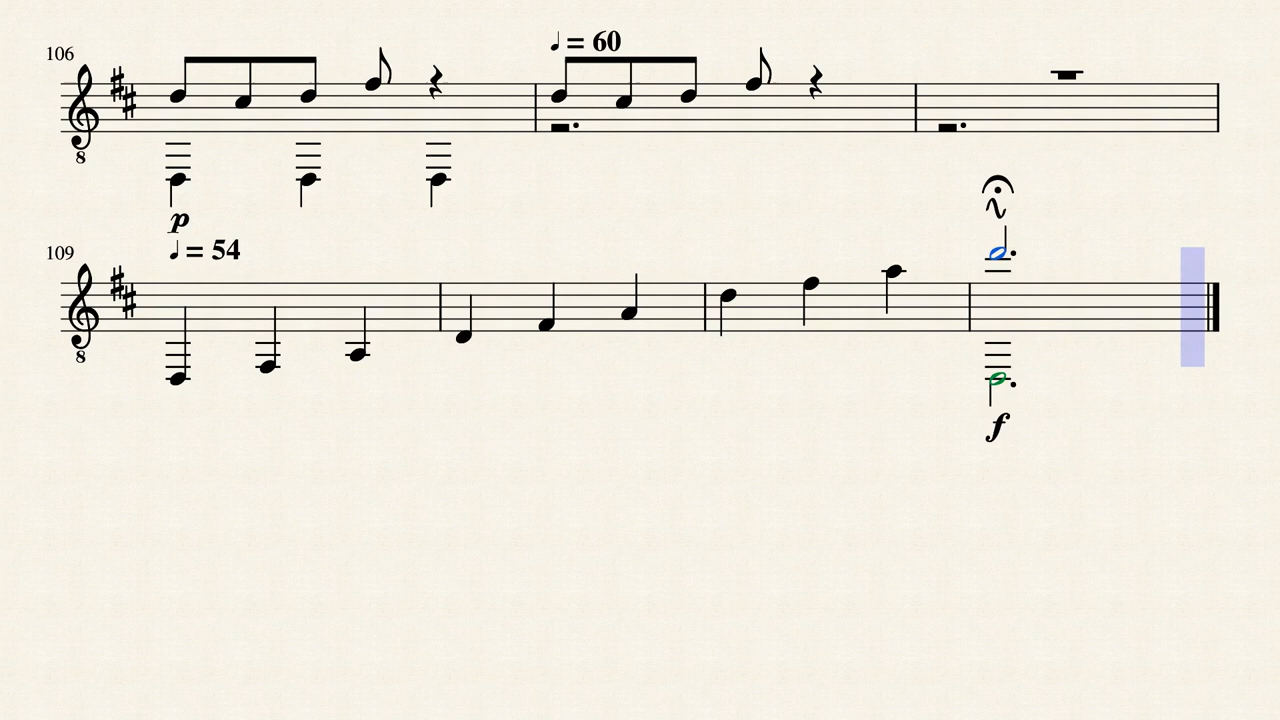 106
♩ = 60
8
p
109
♩ = 54
8
f